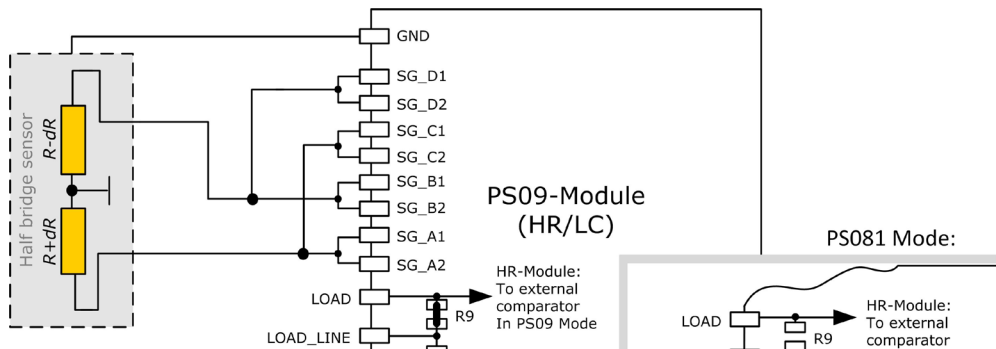 GND
SG_D1
SG_D2
SG_C1
SG_C2
SG_B1
SG_B2
SG_A1
SG_A2
Half bridge sensor
R-dR
R+dR
PS09-Module
(HR/LC)
LOAD
LOAD_LINE
R9
HR-Module:
To external
comparator
In PS09 Mode
PS081 Mode:
LOAD
R9
HR-Module:
To external
comparator